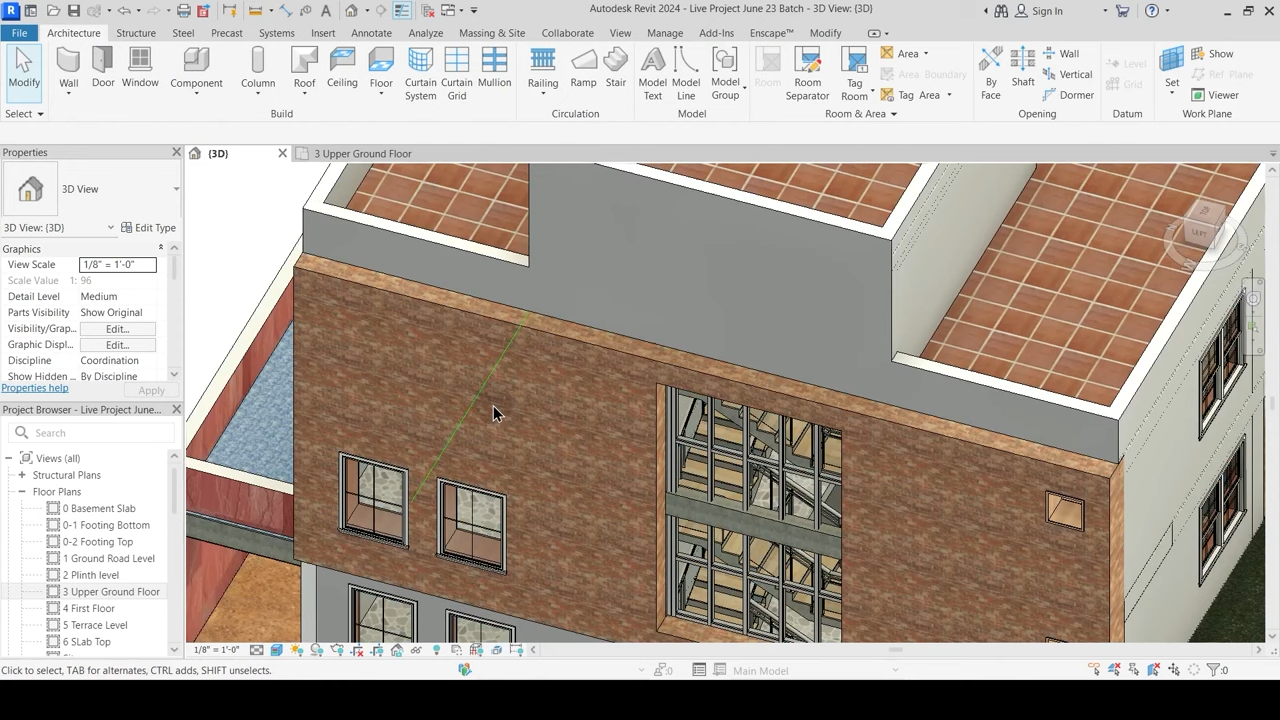 Autodesk Revit 2024 - Live Project June 23 Batch - 3D View: {3D}
Sign In
File Architecture Structure Steel Precast Systems Insert Annotate Analyze Massing & Site Collaborate View Manage Add-Ins Enscape™ Modify
Modify Wall Door Window Component Column Roof Ceiling Floor Curtain System Curtain Grid Mullion Railing Ramp Stair Model Text Model Line Model Group Room Room Separator Tag Room Area Area Boundary Tag Area By Face Shaft Wall Vertical Dormer Level Grid Set Show Ref Plane Viewer
Select Build Circulation Model Room & Area Opening Datum Work Plane
Properties
{3D}
3 Upper Ground Floor
3D View
3D View: {3D} Edit Type
Graphics
View Scale 1/8" = 1'-0"
Scale Value 1: 96
Detail Level Medium
Parts Visibility Show Original
Visibility/Grap... Edit...
Graphic Displ... Edit...
Discipline Coordination
Show Hidden ... By Discipline
Properties help Apply
Project Browser - Live Project June...
Search
Views (all)
Structural Plans
Floor Plans
0 Basement Slab
0-1 Footing Bottom
0-2 Footing Top
1 Ground Road Level
2 Plinth level
3 Upper Ground Floor
4 First Floor
5 Terrace Level
6 SLab Top
LEFT
1/8" = 1'-0"
Click to select, TAB for alternates, CTRL adds, SHIFT unselects.
:0
Main Model
:0